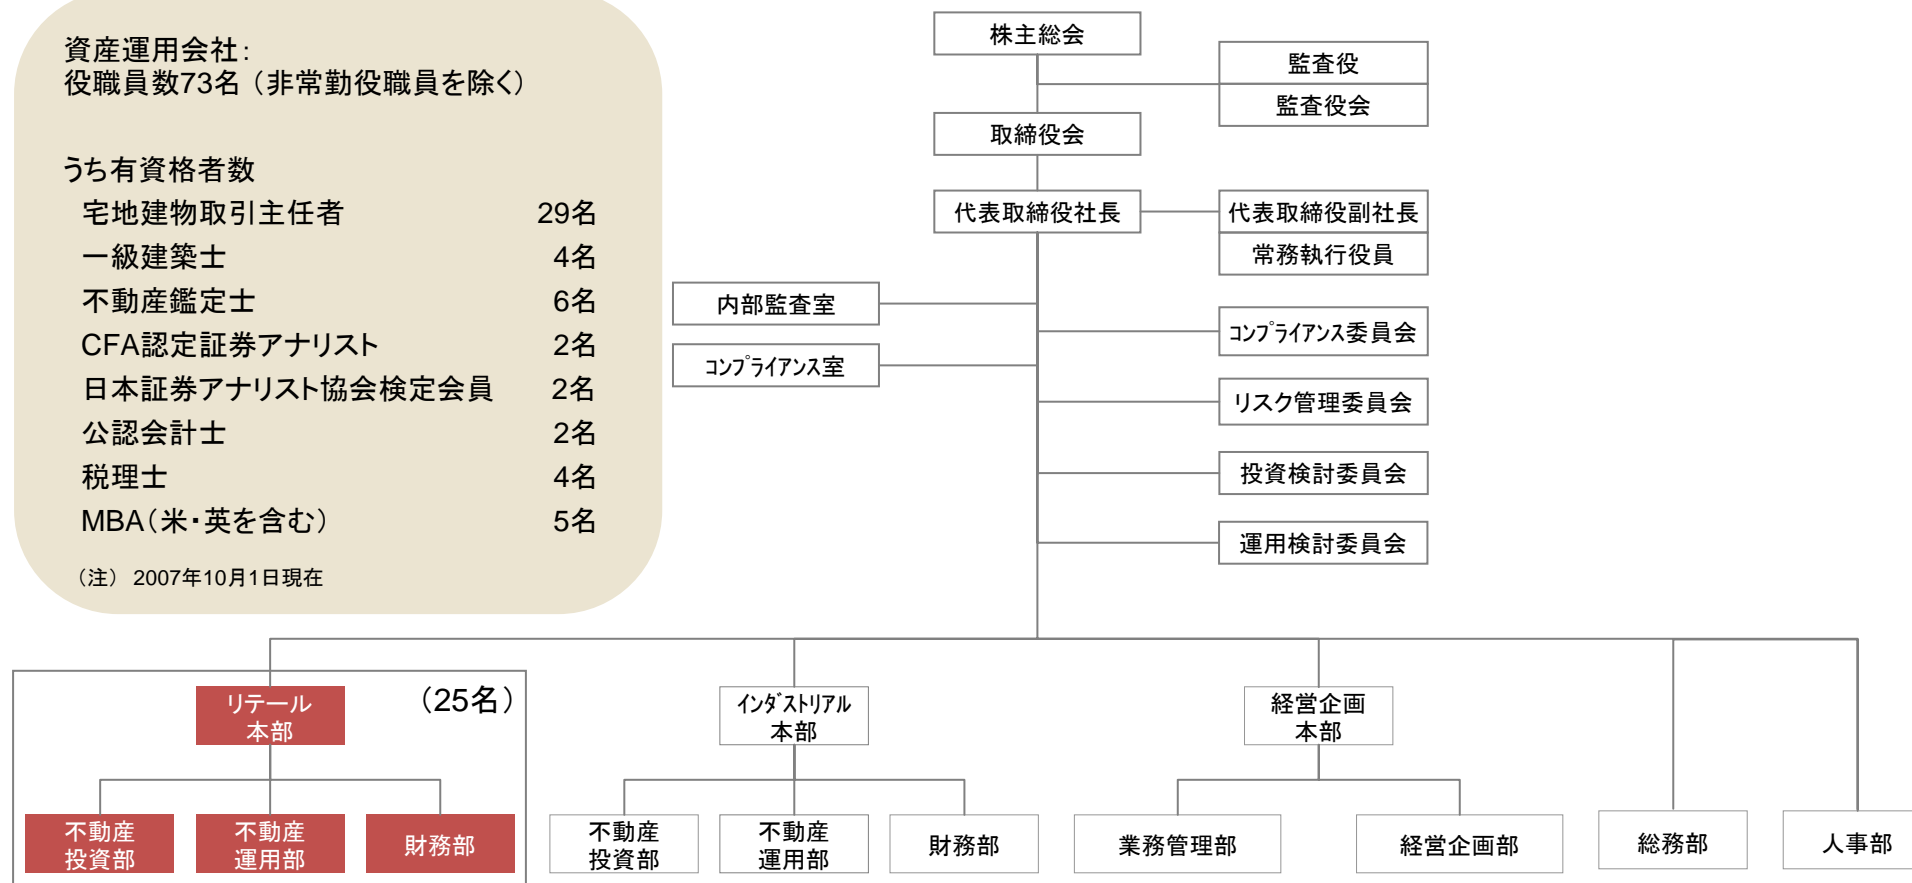 資産運用会社：
役職員数73名（非常勤役職員を除く）
うち有資格者数
宅地建物取引主任者 29名
一級建築士 4名
不動産鑑定士 6名
CFA認定証券アナリスト 2名
日本証券アナリスト協会検定会員 2名
公認会計士 2名
税理士 4名
MBA（米・英を含む） 5名
（注） 2007年10月1日現在
株主総会
監査役
監査役会
取締役会
代表取締役社長
代表取締役副社長
常務執行役員
内部監査室
コンプライアンス室
コンプライアンス委員会
リスク管理委員会
投資検討委員会
運用検討委員会
リテール
本部
（25名）
不動産
投資部
不動産
運用部
財務部
インダストリアル
本部
不動産
投資部
不動産
運用部
財務部
経営企画
本部
業務管理部
経営企画部
総務部
人事部